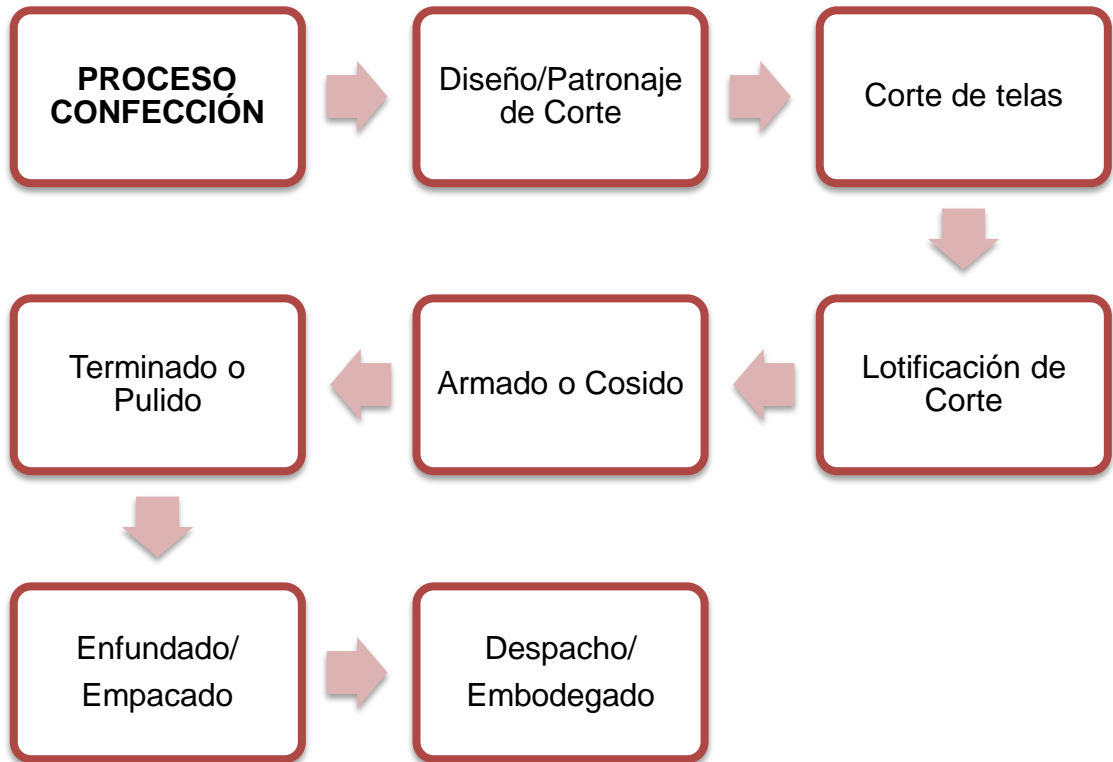 PROCESO
CONFECCIÓN
Diseño/Patronaje
de Corte
Corte de telas
Lotificación de
Corte
Armado o Cosido
Terminado o
Pulido
Enfundado/
Empacado
Despacho/
Embodegado